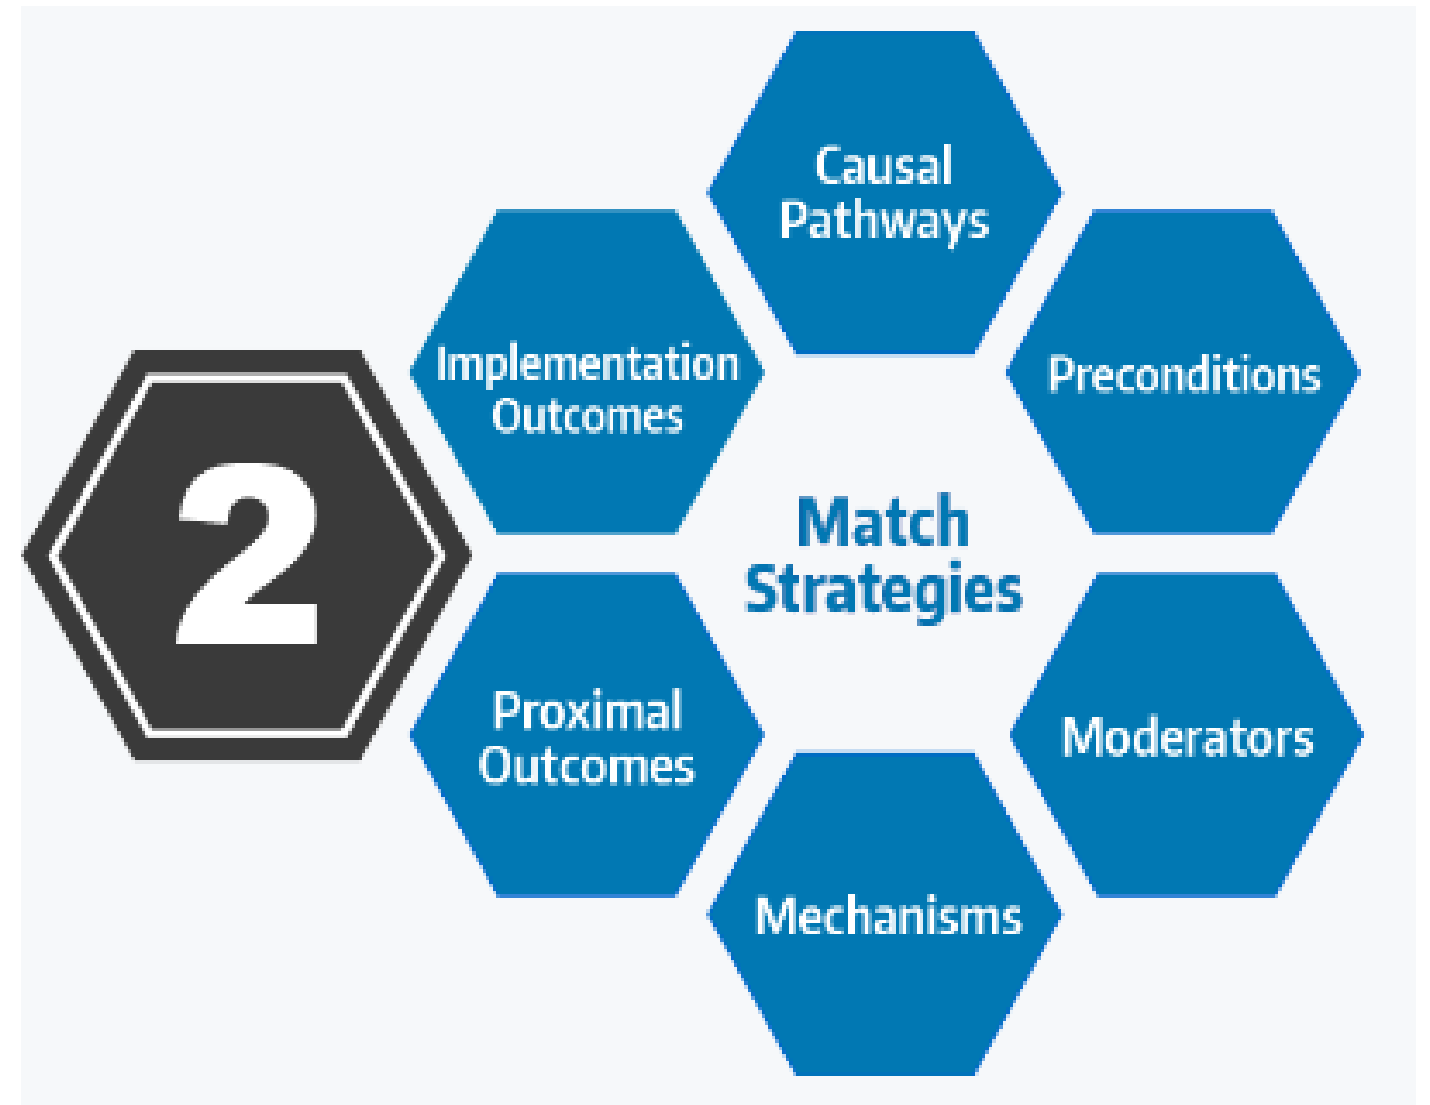 2
Causal
Pathways
Implementation
Outcomes
Preconditions
Match
Strategies
Proximal
Outcomes
Moderators
Mechanisms